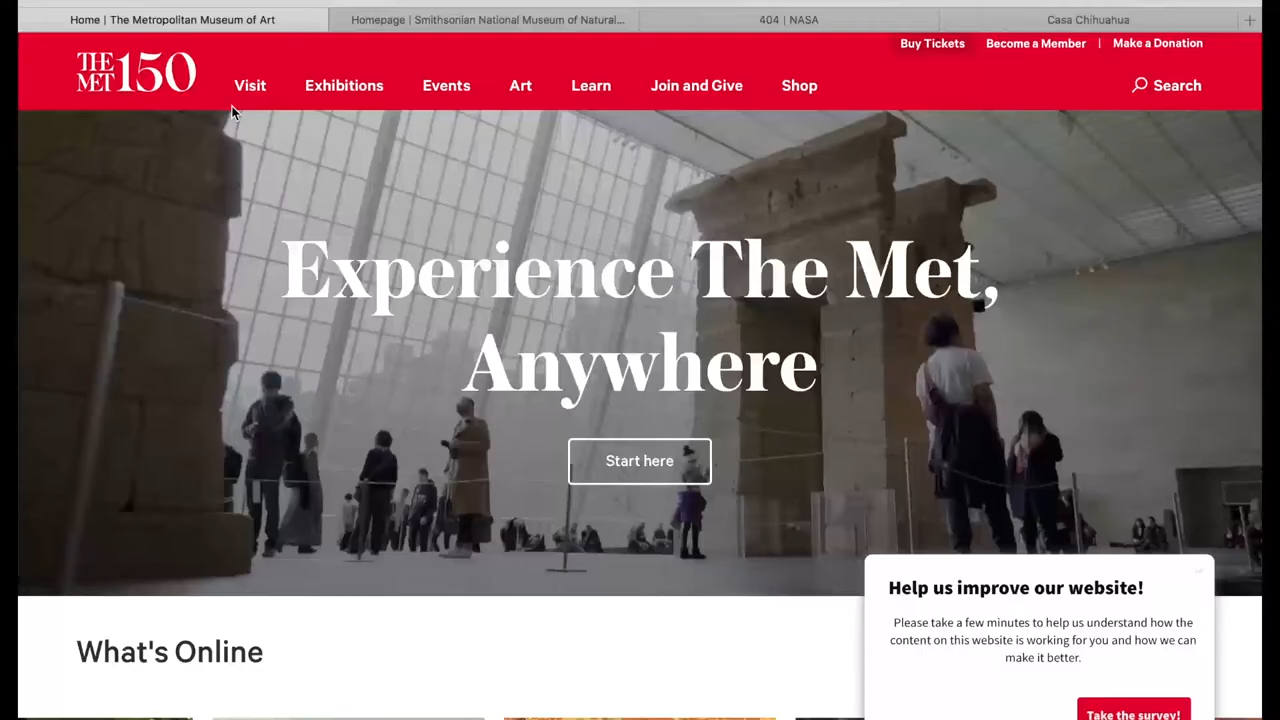 Home | The Metropolitan Museum of Art
Homepage | Smithsonian National Museum of Natural...
404 | NASA
Casa Chihuahua
Buy Tickets
Become a Member
|
Make a Donation
THE
MET 150
Visit
Exhibitions
Events
Art
Learn
Join and Give
Shop
Search
Experience The Met,
Anywhere
Start here
What's Online
Help us improve our website!
Please take a few minutes to help us understand how the
content on this website is working for you and how we can
make it better.
Take the survey!